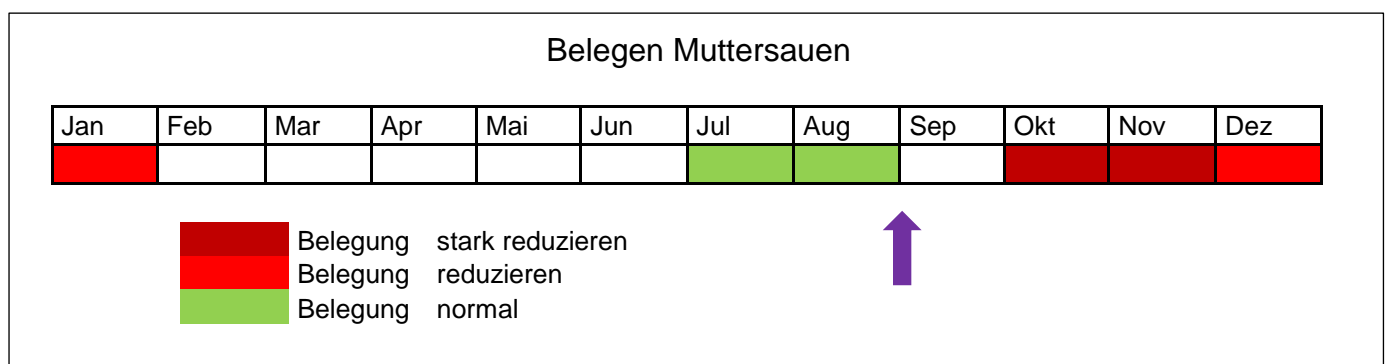 Belegen Muttersauen
Jan Feb Mar Apr Mai Jun Jul Aug Sep Okt Nov Dez
Belegung stark reduzieren
Belegung reduzieren
Belegung normal